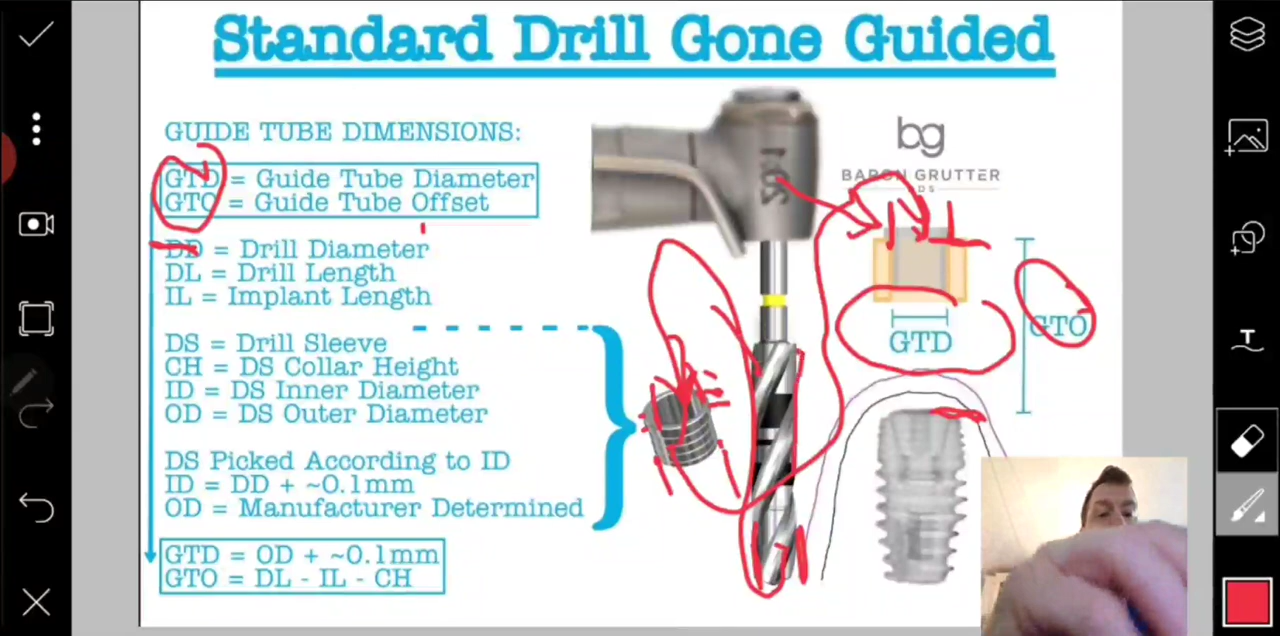 Standard Drill Gone Guided
GUIDE TUBE DIMENSIONS:
GTD = Guide Tube Diameter
GTO = Guide Tube Offset
DD = Drill Diameter
DL = Drill Length
IL = Implant Length
DS = Drill Sleeve
CH = DS Collar Height
ID = DS Inner Diameter
OD = DS Outer Diameter
DS Picked According to ID
ID = DD + ~0.1mm
OD = Manufacturer Determined
GTD = OD + ~0.1mm
GTO = DL - IL - CH
20:1
bg
BARON GRUTTER
DDS
GTD
GTO
T